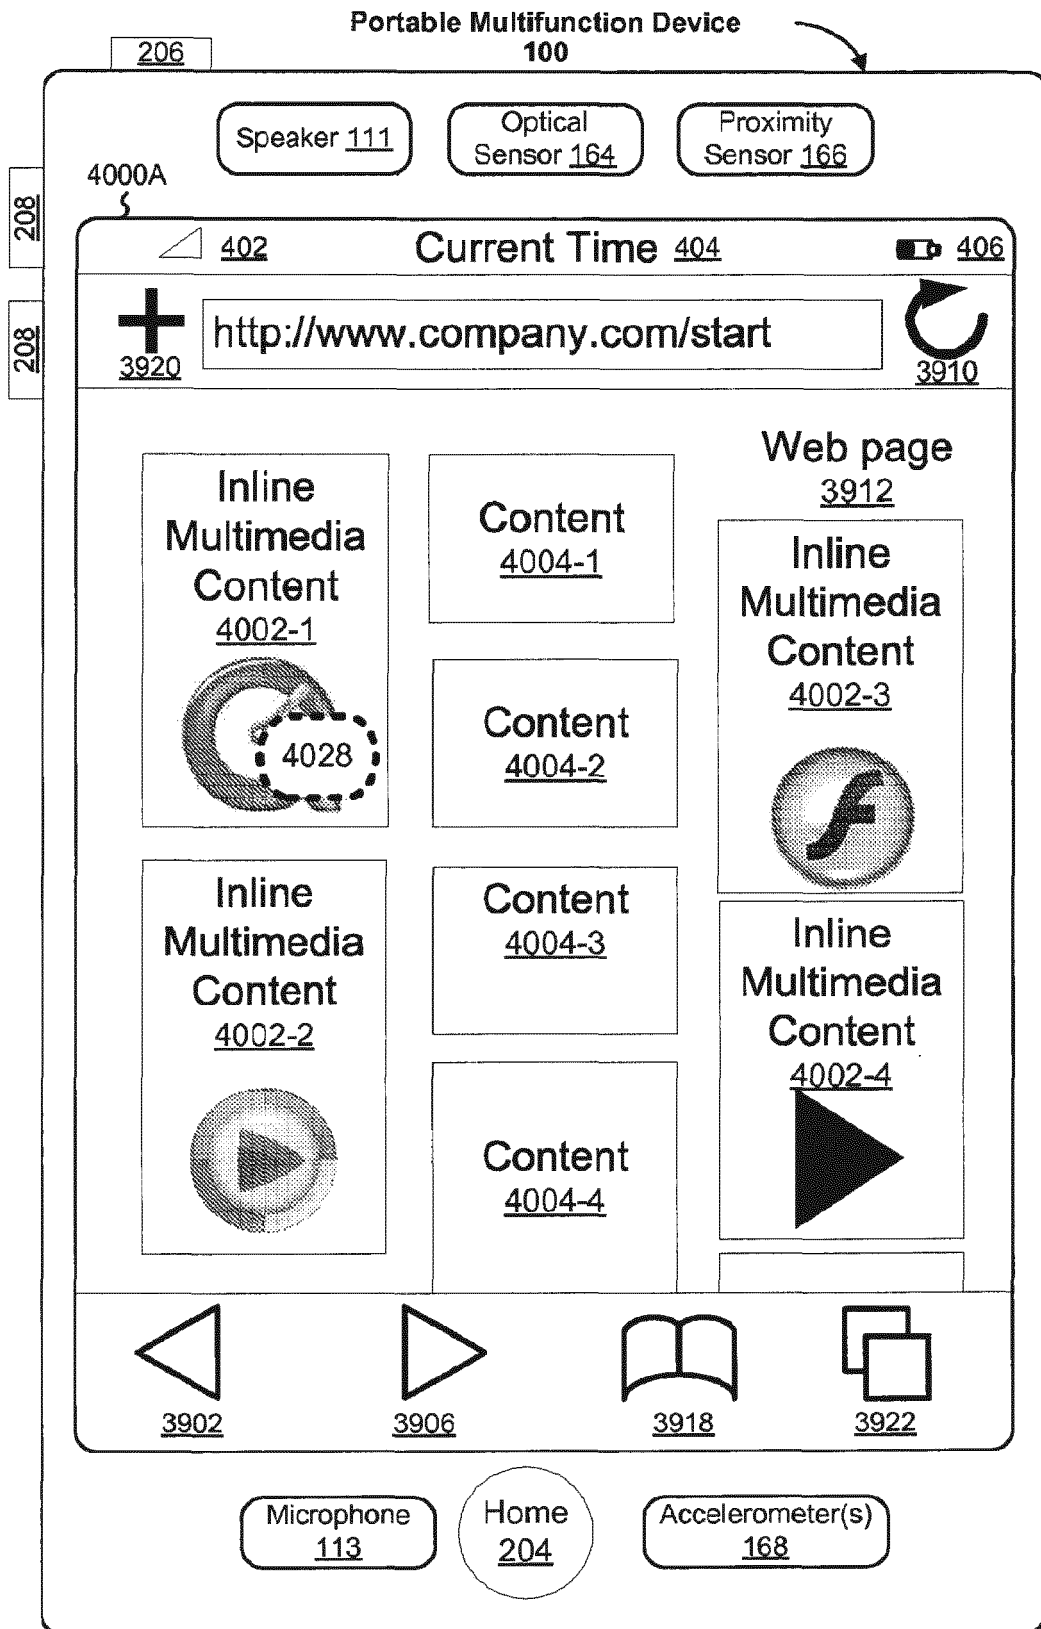 Portable Multifunction Device
100
206
Speaker 111
Optical
Sensor 164
Proximity
Sensor 166
4000A
208
208
402
Current Time 404
406
3920
http://www.company.com/start
3910
Inline
Multimedia
Content
4002-1
4028
Inline
Multimedia
Content
4002-2
Content
4004-1
Content
4004-2
Content
4004-3
Content
4004-4
Web page
3912
Inline
Multimedia
Content
4002-3
Inline
Multimedia
Content
4002-4
3902
3906
3918
3922
Microphone
113
Home
204
Accelerometer(s)
168